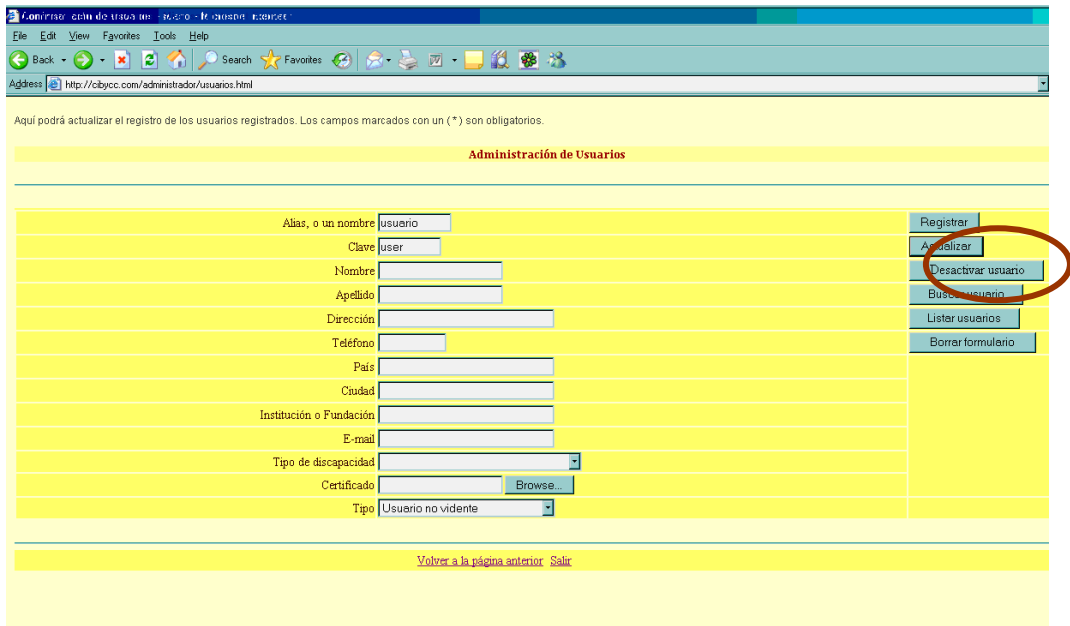 File Edit View Favorites Tools Help
Back Search Favorites
Address http://cibycc.com/administrador/usuarios.html
Aquí podrá actualizar el registro de los usuarios registrados. Los campos marcados con un (*) son obligatorios.
Administración de Usuarios
Alias, o un nombre usuario Registrar
Clave user Actualizar
Nombre Desactivar usuario
Apellido Buscar usuario
Dirección Listar usuarios
Teléfono Borrar formulario
País
Ciudad
Institución o Fundación
E-mail
Tipo de discapacidad
Certificado Browse...
Tipo Usuario no vidente
Volver a la página anterior Salir